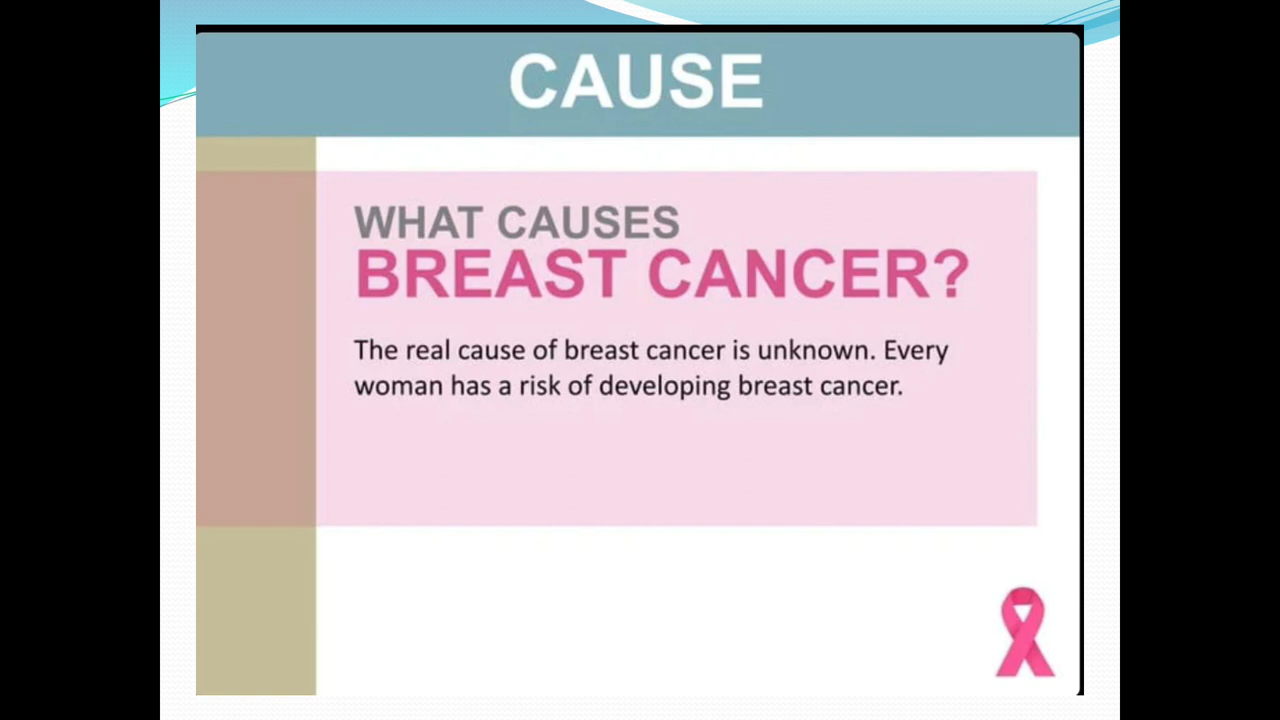 CAUSE
WHAT CAUSES
BREAST CANCER?
The real cause of breast cancer is unknown. Every
woman has a risk of developing breast cancer.